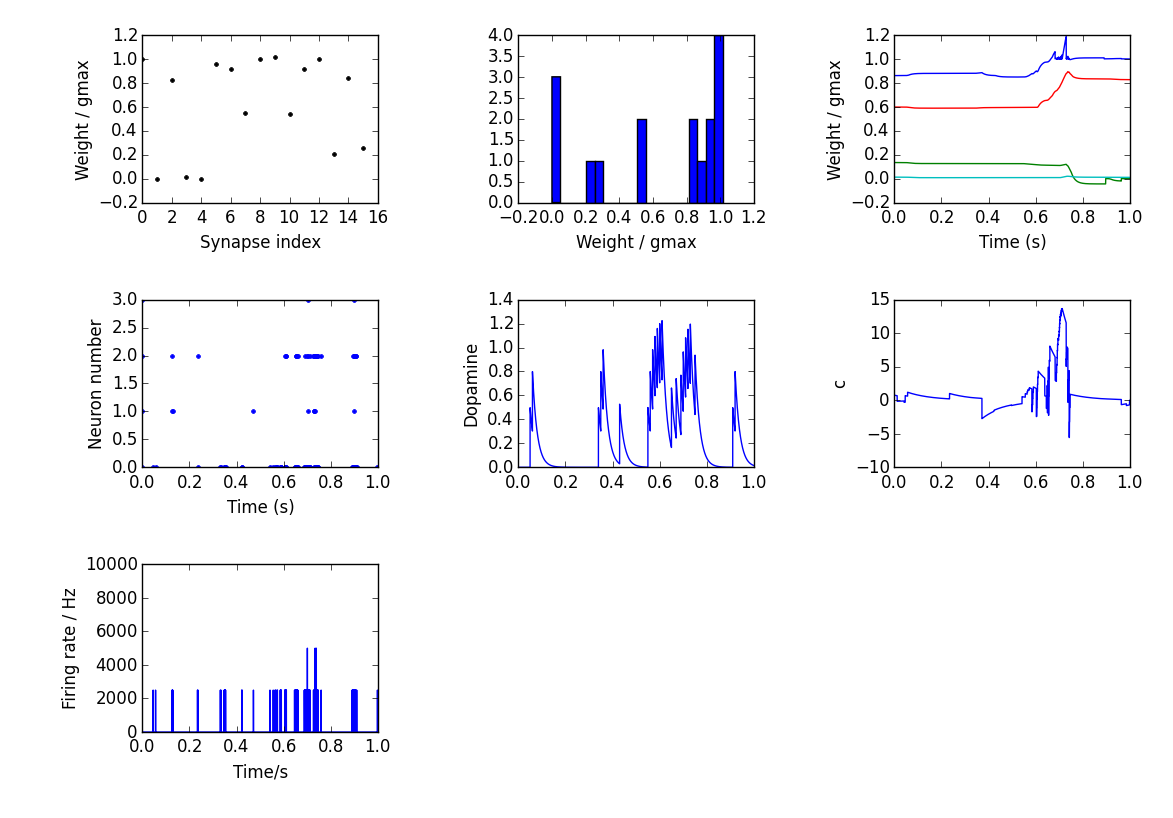 1.2
1.0
0.8
0.6
0.4
0.2
0.0
−0.2
Weight / gmax
0 2 4 6 8 10 12 14 16
Synapse index
4.0
3.5
3.0
2.5
2.0
1.5
1.0
0.5
0.0
−0.2 0.0 0.2 0.4 0.6 0.8 1.0 1.2
Weight / gmax
1.2
1.0
0.8
0.6
0.4
0.2
0.0
−0.2
Weight / gmax
0.0 0.2 0.4 0.6 0.8 1.0
Time (s)
3.0
2.5
2.0
1.5
1.0
0.5
0.0
Neuron number
0.0 0.2 0.4 0.6 0.8 1.0
Time (s)
1.4
1.2
1.0
0.8
0.6
0.4
0.2
0.0
Dopamine
0.0 0.2 0.4 0.6 0.8 1.0
15
10
5
0
−5
−10
c
0.0 0.2 0.4 0.6 0.8 1.0
10000
8000
6000
4000
2000
0
Firing rate / Hz
0.0 0.2 0.4 0.6 0.8 1.0
Time/s